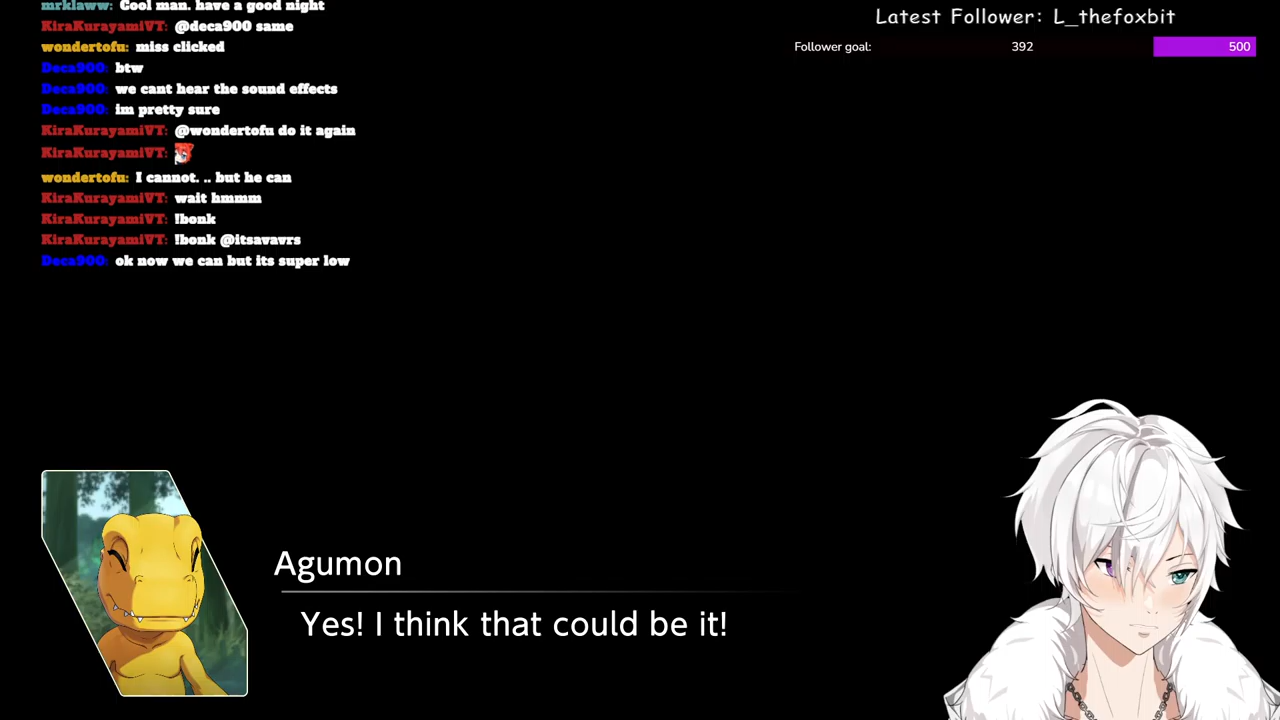 mrklaww: Cool man. have a good night
KiraKurayamiVT: @deca900 same
wondertofu: miss clicked
Deca900: btw
Deca900: we cant hear the sound effects
Deca900: im pretty sure
KiraKurayamiVT: @wondertofu do it again
KiraKurayamiVT:
wondertofu: I cannot. .. but he can
KiraKurayamiVT: wait hmmm
KiraKurayamiVT: !bonk
KiraKurayamiVT: !bonk @itsavavrs
Deca900: ok now we can but its super low
Latest Follower: L_thefoxbit
Follower goal: 392 500
Agumon
Yes! I think that could be it!